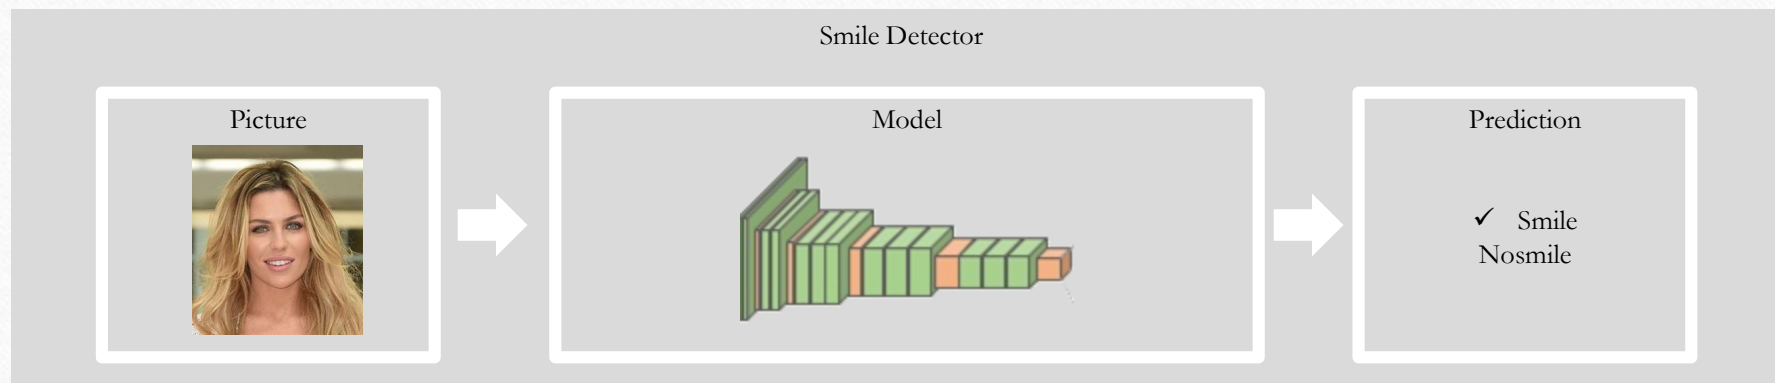 Smile Detector
Picture
Model
Prediction
✓ Smile
Nosmile